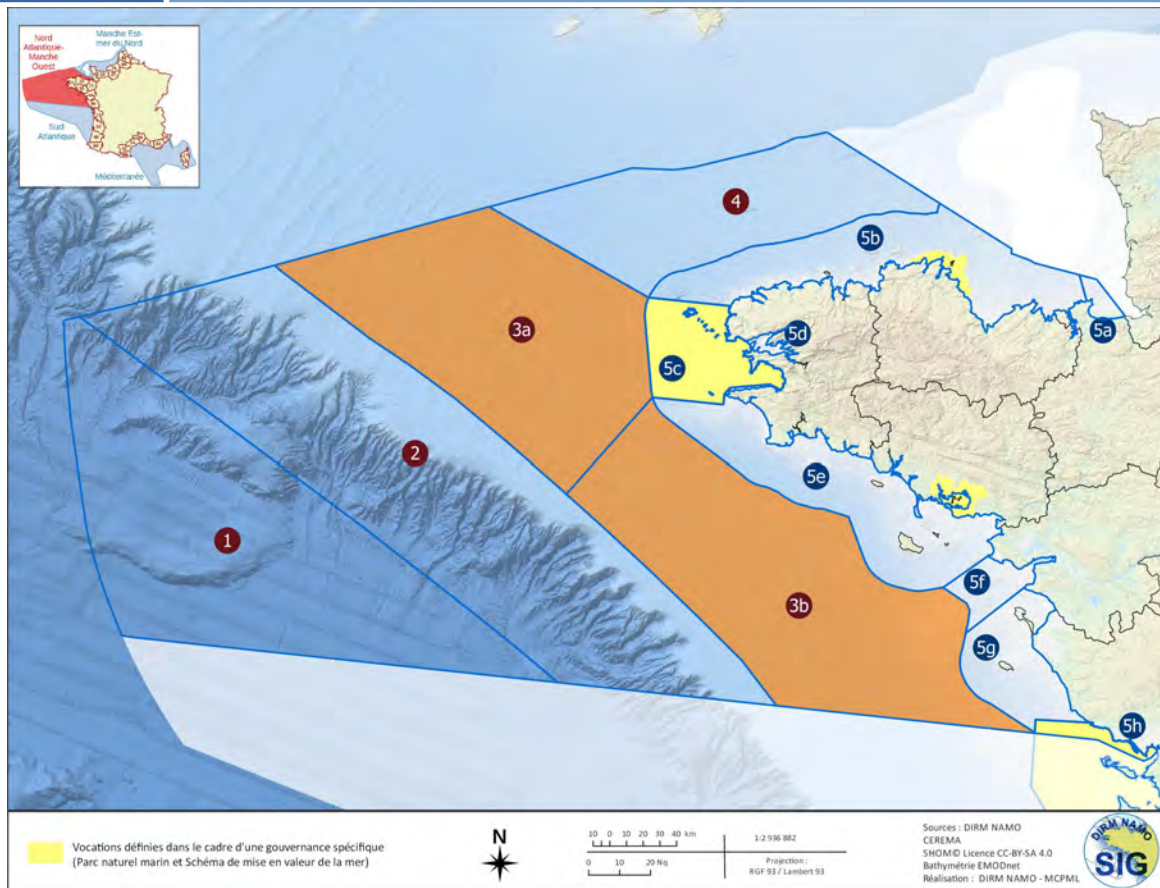 Manche Est-
mer du Nord
Nord
Atlantique-
Manche
Ouest
Sud
Atlantique
Méditerranée
4
5b
5a
3a
5d
5c
2
5e
1
5f
3b
5g
5h
Vocations définies dans le cadre d'une gouvernance spécifique
(Parc naturel marin et Schéma de mise en valeur de la mer)
N
10 0 10 20 30 40 km
0 10 20 Nq
1:2 936 882
Projection :
RGF 93 / Lambert 93
Sources : DIRM NAMO
CEREMA
SHOM© Licence CC-BY-SA 4.0
Bathymétrie EMODnet
Réalisation : DIRM NAMO - MCPML
DIRM NAMO
SIG